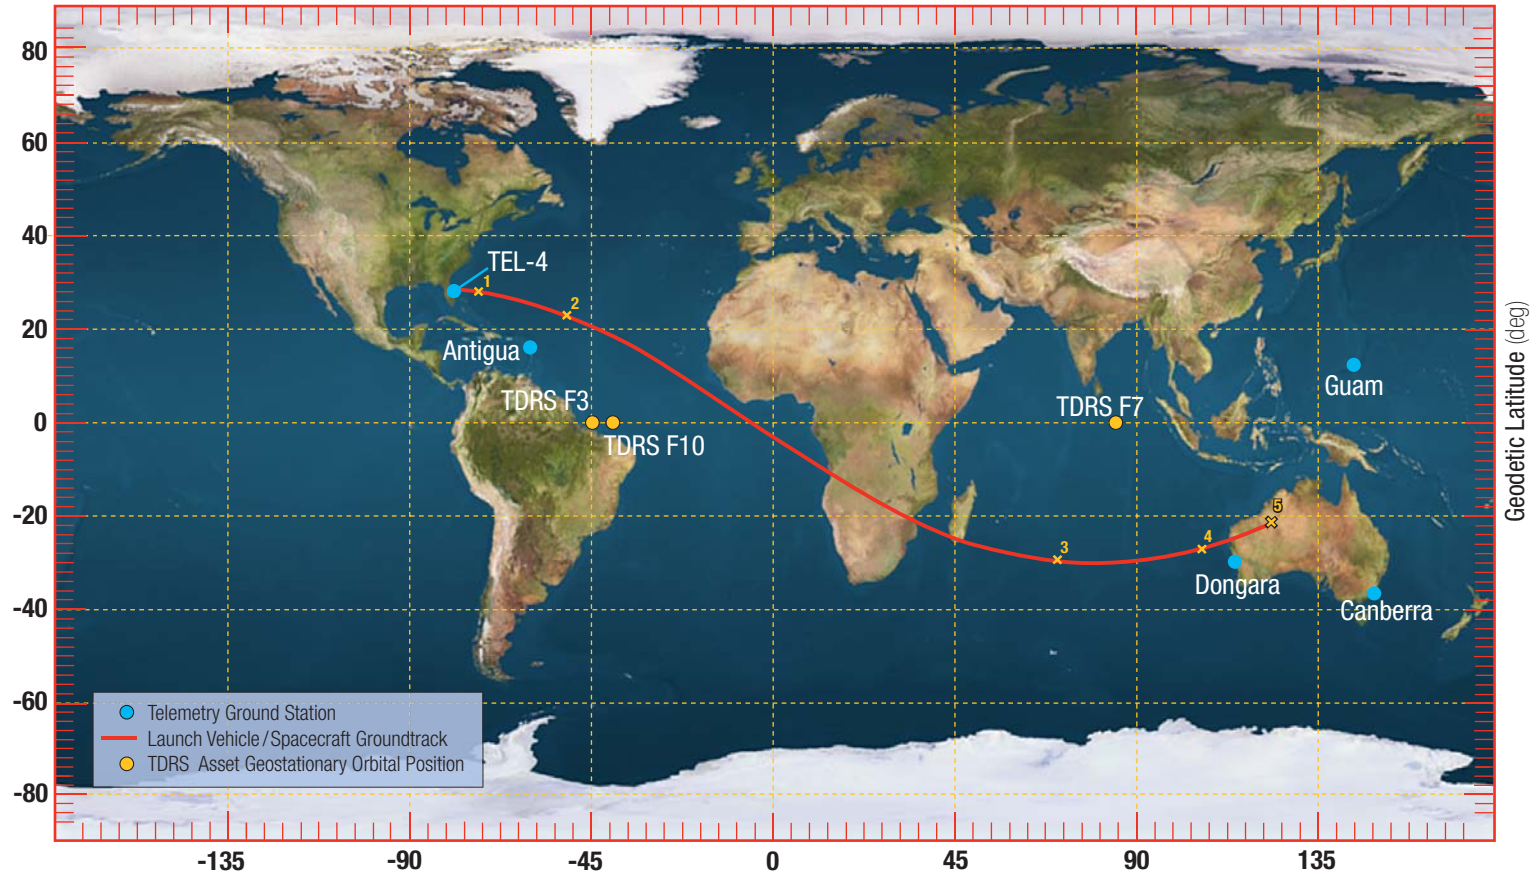 80
60
40
20
0
-20
-40
-60
-80
TEL-4
1
2
Antigua
TDRS F3
TDRS F10
TDRS F7
Guam
3
4
5
Dongara
Canberra
Telemetry Ground Station
Launch Vehicle/Spacecraft Groundtrack
TDRS Asset Geostationary Orbital Position
-135
-90
-45
0
45
90
135
Geodetic Latitude (deg)